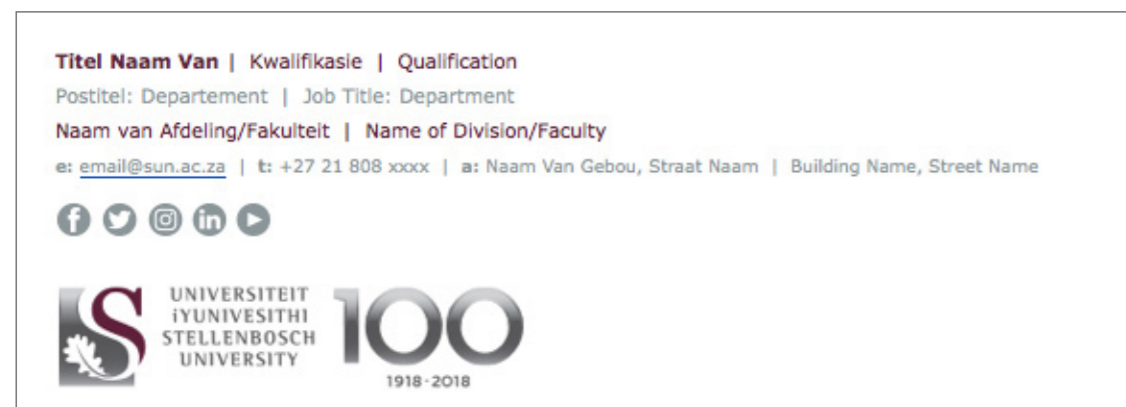 Titel Naam Van | Kwalifikasie | Qualification
Postitel: Departement | Job Title: Department
Naam van Afdeling/Fakulteit | Name of Division/Faculty
e: email@sun.ac.za | t: +27 21 808 xxxx | a: Naam Van Gebou, Straat Naam | Building Name, Street Name
UNIVERSITEIT
iYUNIVESITHI
STELLENBOSCH
UNIVERSITY
100
1918·2018